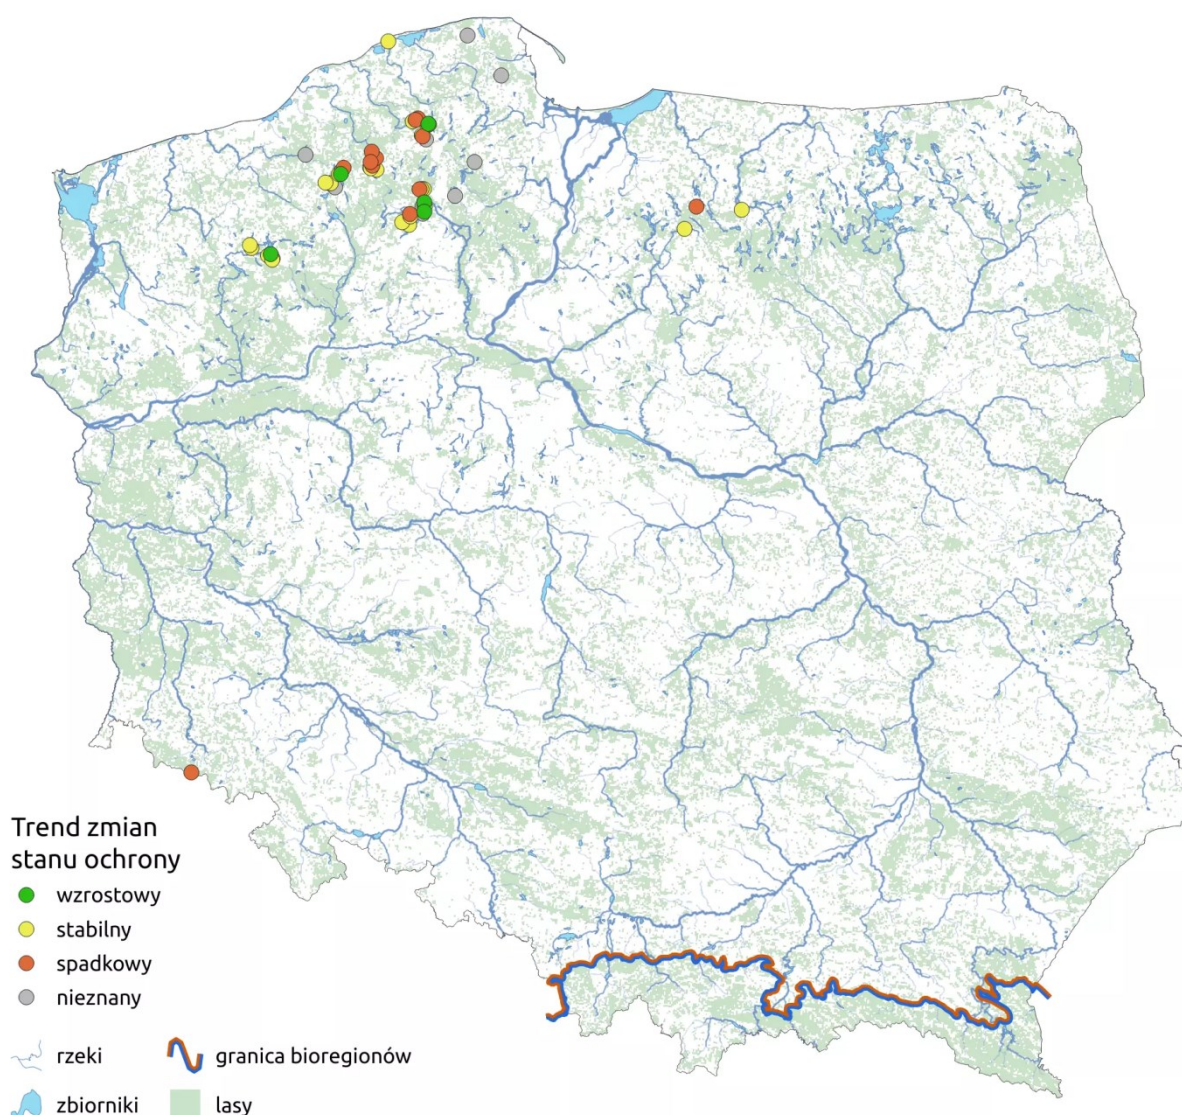 Trend zmian
stanu ochrony
wzrostowy
stabilny
spadkowy
nieznany
rzeki
granica bioregionów
zbiorniki
lasy